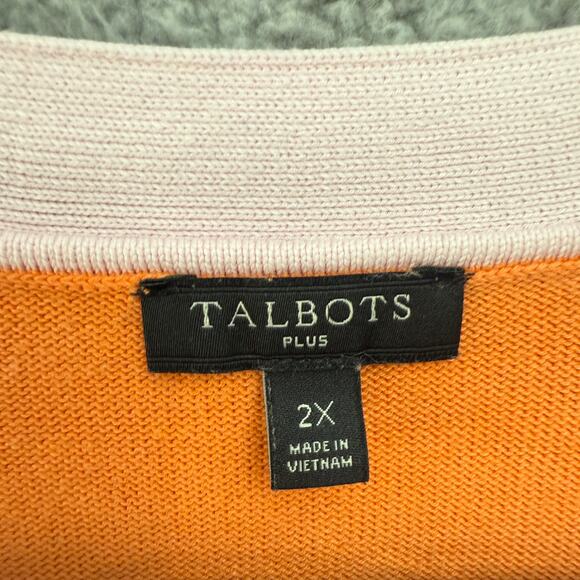 TALBOTS
PLUS
2X
MADE IN
VIETNAM